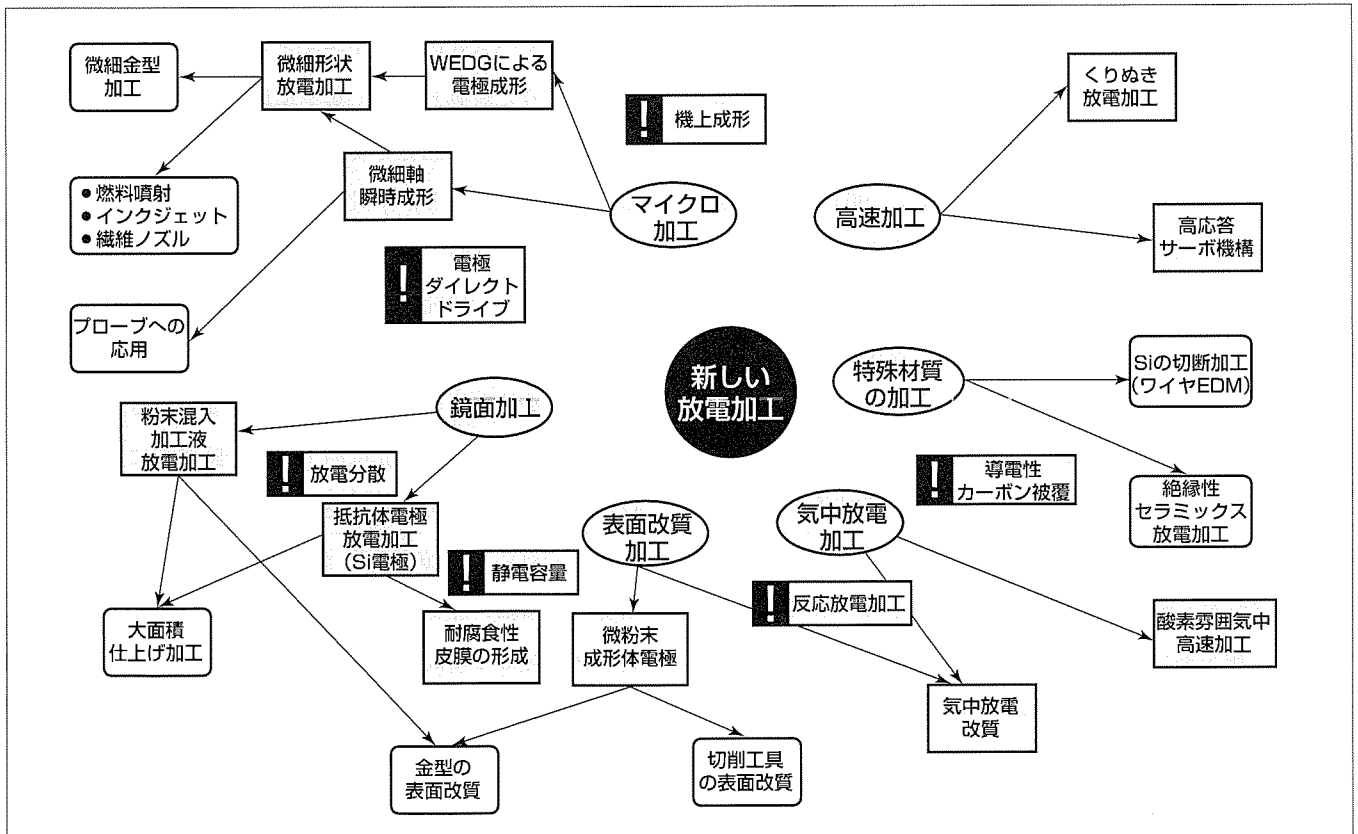 微細金型
加工
微細形状
放電加工
WEDGによる
電極成形
! 機上成形
くりぬき
放電加工
● 燃料噴射
● インクジェット
● 繊維ノズル
微細軸
瞬時成形
マイクロ
加工
高速加工
高応答
サーボ機構
! 電極
ダイレクト
ドライブ
プローブへの
応用
新しい
放電加工
特殊材質
の加工
Siの切断加工
(ワイヤEDM)
鏡面加工
粉末混入
加工液
放電加工
! 放電分散
! 導電性
カーボン被覆
絶縁性
セラミックス
放電加工
抵抗体電極
放電加工
(Si電極)
表面改質
加工
気中放電
加工
! 静電容量
! 反応放電加工
大面積
仕上げ加工
耐腐食性
皮膜の形成
微粉末
成形体電極
酸素雰囲気中
高速加工
気中放電
改質
金型の
表面改質
切削工具
の表面改質